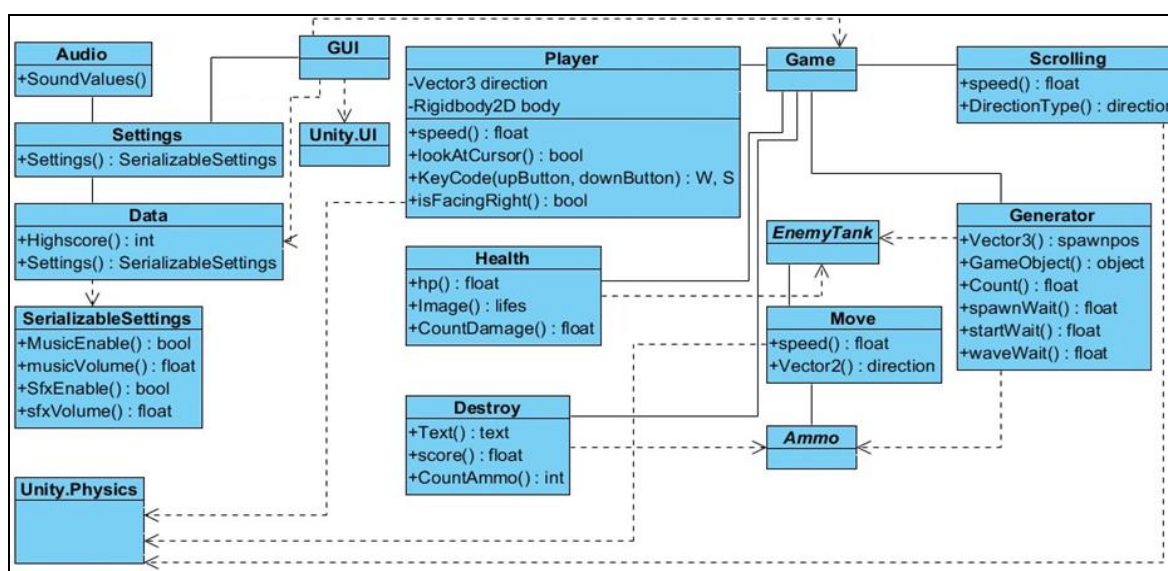 Audio
+SoundValues()
Settings
+Settings() : SerializableSettings
Data
+Highscore() : int
+Settings() : SerializableSettings
SerializableSettings
+MusicEnable() : bool
+musicVolume() : float
+SfxEnable() : bool
+sfxVolume() : float
Unity.Physics
GUI
Unity.UI
Player
-Vector3 direction
-Rigidbody2D body
+speed() : float
+lookAtCursor() : bool
+KeyCode(upButton, downButton) : W, S
+isFacingRight() : bool
Health
+hp() : float
+Image() : lifes
+CountDamage() : float
Destroy
+Text() : text
+score() : float
+CountAmmo() : int
Game
EnemyTank
Move
+speed() : float
+Vector2() : direction
Ammo
Scrolling
+speed() : float
+DirectionType() : direction
Generator
+Vector3() : spawnpos
+GameObject() : object
+Count() : float
+spawnWait() : float
+startWait() : float
+waveWait() : float